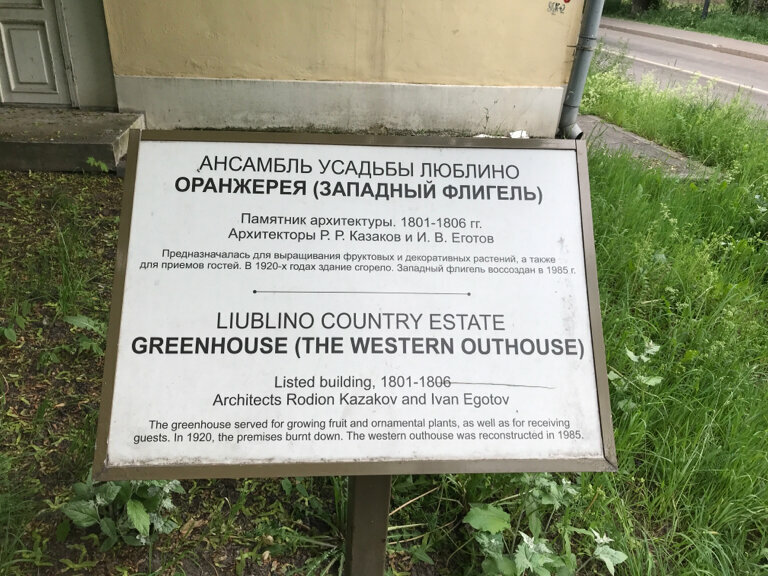 АНСАМБЛЬ УСАДЬБЫ ЛЮБЛИНО
ОРАНЖЕРЕЯ (ЗАПАДНЫЙ ФЛИГЕЛЬ)
Памятник архитектуры. 1801-1806 гг.
Архитекторы Р. Р. Казаков и И. В. Еготов
Предназначалась для выращивания фруктовых и декоративных растений, а также
для приемов гостей. В 1920-х годах здание сгорело. Западный флигель воссоздан в 1985 г.
LIUBLINO COUNTRY ESTATE
GREENHOUSE (THE WESTERN OUTHOUSE)
Listed building, 1801-1806
Architects Rodion Kazakov and Ivan Egotov
The greenhouse served for growing fruit and ornamental plants, as well as for receiving
guests. In 1920, the premises burnt down. The western outhouse was reconstructed in 1985.